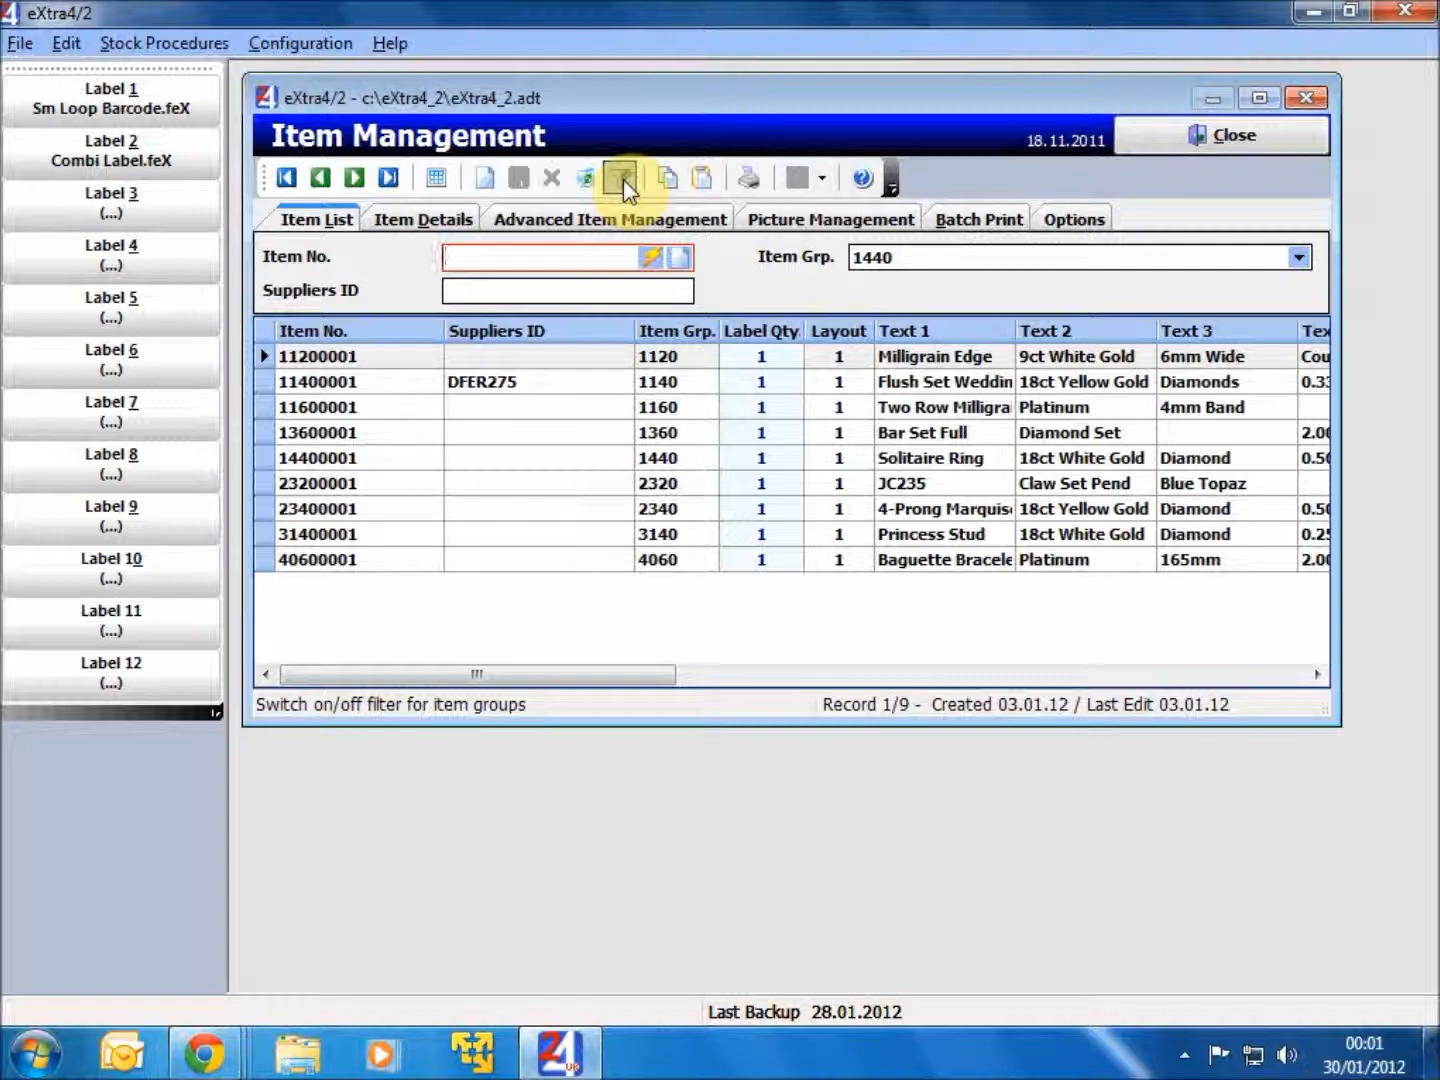 eXtra4/2
File Edit Stock Procedures Configuration Help
Label 1
Sm Loop Barcode.feX
Label 2
Combi Label.feX
Label 3
(...)
Label 4
(...)
Label 5
(...)
Label 6
(...)
Label 7
(...)
Label 8
(...)
Label 9
(...)
Label 10
(...)
Label 11
(...)
Label 12
(...)
eXtra4/2 - c:\eXtra4_2\eXtra4_2.adt
Item Management 18.11.2011 Close
Item List Item Details Advanced Item Management Picture Management Batch Print Options
Item No. Item Grp. 1440
Suppliers ID
Item No. Suppliers ID Item Grp. Label Qty Layout Text 1 Text 2 Text 3 Tex
11200001 1120 1 1 Milligrain Edge 9ct White Gold 6mm Wide Cou
11400001 DFER275 1140 1 1 Flush Set Weddin 18ct Yellow Gold Diamonds 0.33
11600001 1160 1 1 Two Row Milligra Platinum 4mm Band
13600001 1360 1 1 Bar Set Full Diamond Set 2.00
14400001 1440 1 1 Solitaire Ring 18ct White Gold Diamond 0.50
23200001 2320 1 1 JC235 Claw Set Pend Blue Topaz
23400001 2340 1 1 4-Prong Marquise 18ct Yellow Gold Diamond 0.50
31400001 3140 1 1 Princess Stud 18ct White Gold Diamond 0.25
40600001 4060 1 1 Baguette Bracele Platinum 165mm 2.00
Switch on/off filter for item groups Record 1/9 - Created 03.01.12 / Last Edit 03.01.12
Last Backup 28.01.2012
00:01
30/01/2012